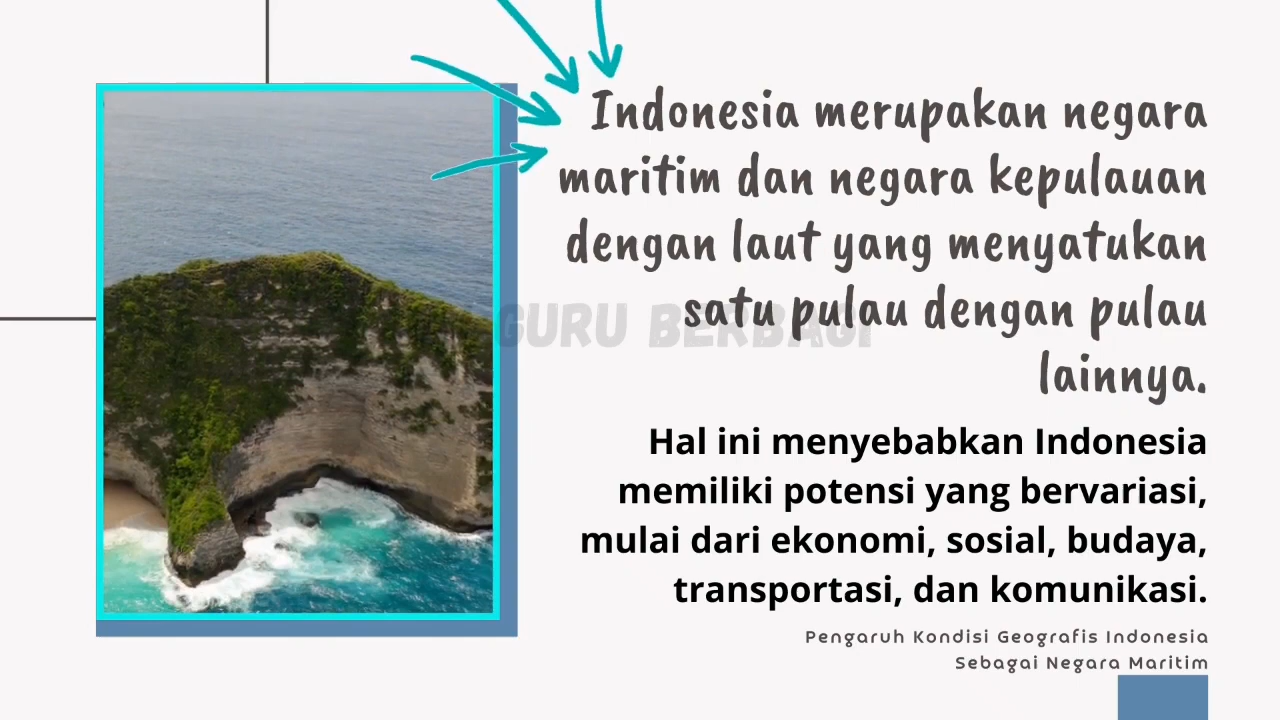 Indonesia merupakan negara
maritim dan negara kepulauan
dengan laut yang menyatukan
satu pulau dengan pulau
GURU BERBAGI
lainnya.
Hal ini menyebabkan Indonesia
memiliki potensi yang bervariasi,
mulai dari ekonomi, sosial, budaya,
transportasi, dan komunikasi.
Pengaruh Kondisi Geografis Indonesia
Sebagai Negara Maritim